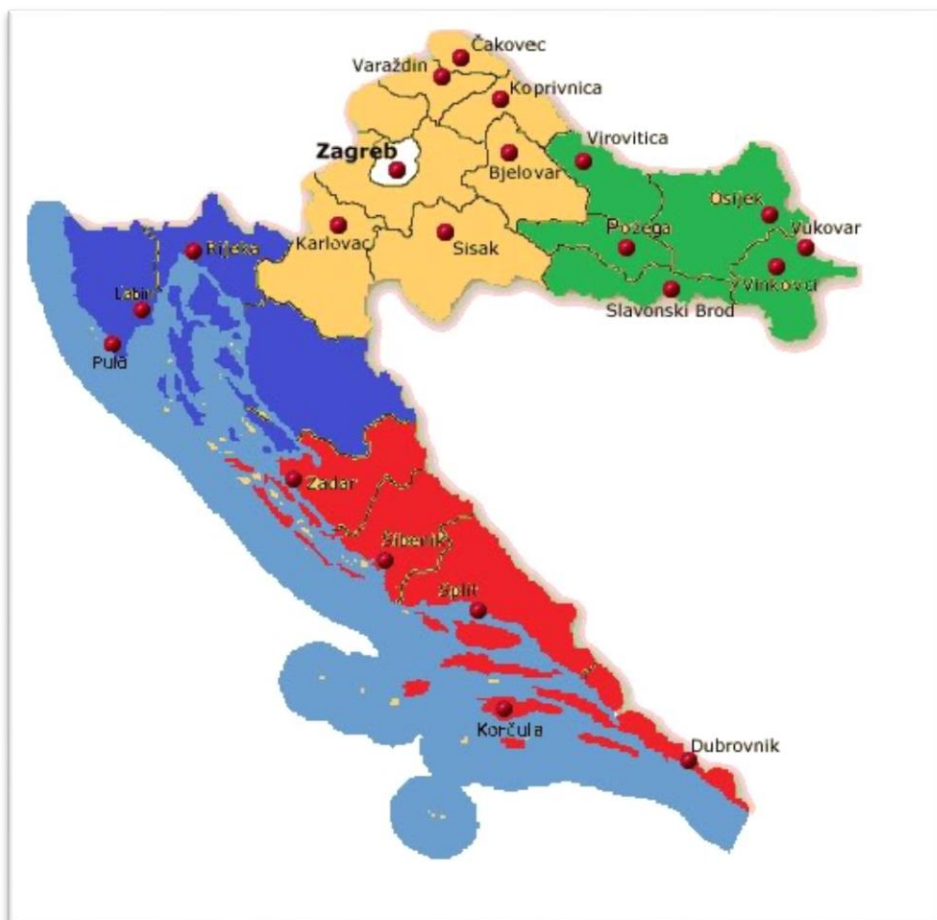 Čakovec
Varaždin
Koprivnica
Virovitica
Zagreb
Bjelovar
Osijek
Požega
Vukovar
Karlovac
Sisak
Rijeka
Vinkovci
Labin
Slavonski Brod
Pula
Zadar
Šibenik
Split
Korčula
Dubrovnik